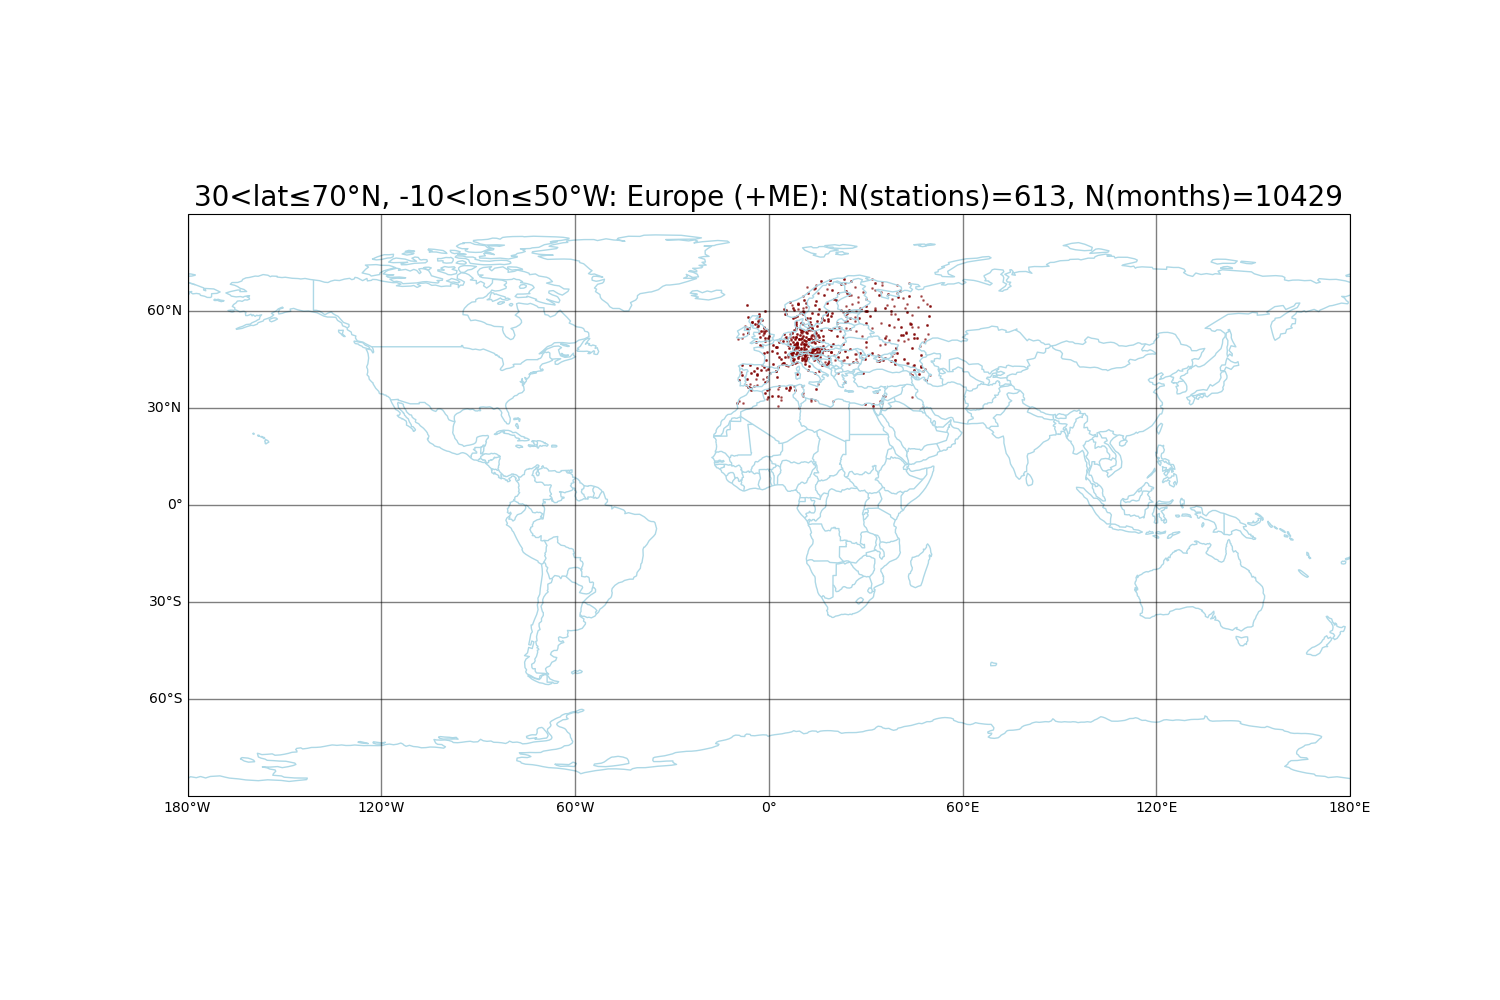 30<lat≤70°N, -10<lon≤50°W: Europe (+ME): N(stations)=613, N(months)=10429
60°N
30°N
0°
30°S
60°S
180°W 120°W 60°W 0° 60°E 120°E 180°E